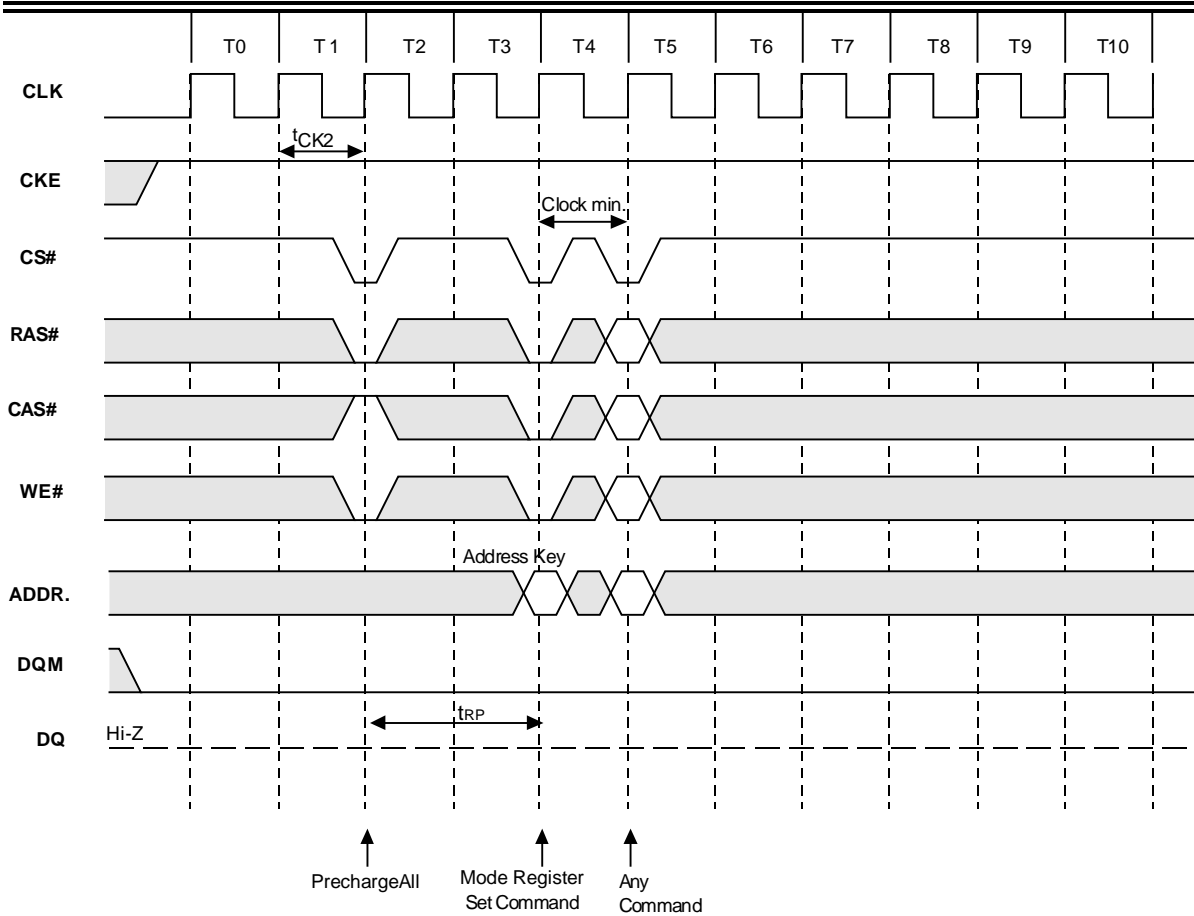 T0 T1 T2 T3 T4 T5 T6 T7 T8 T9 T10
CLK
tCK2
CKE
Clock min.
CS#
RAS#
CAS#
WE#
Address Key
ADDR.
DQM
tRP
DQ Hi-Z
PrechargeAll
Mode Register
Set Command
Any
Command